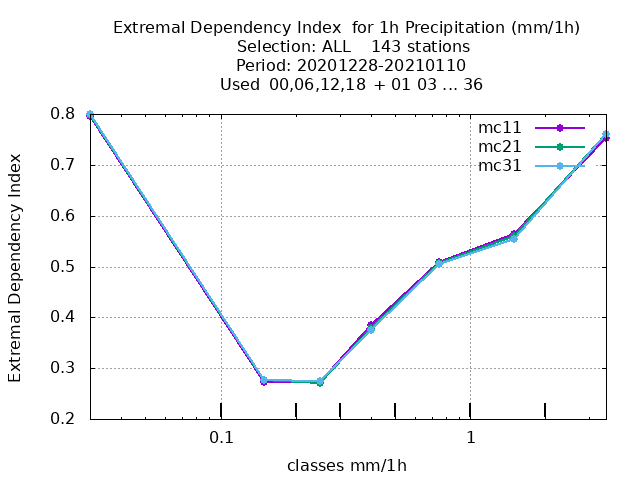 Extremal Dependency Index  for 1h Precipitation (mm/1h)
Selection: ALL    143 stations
Period: 20201228-20210110
Used  00,06,12,18  + 01 03 ... 36
mc11
mc21
mc31
Extremal Dependency Index
0.8
0.7
0.6
0.5
0.4
0.3
0.2
0.1
1
classes mm/1h